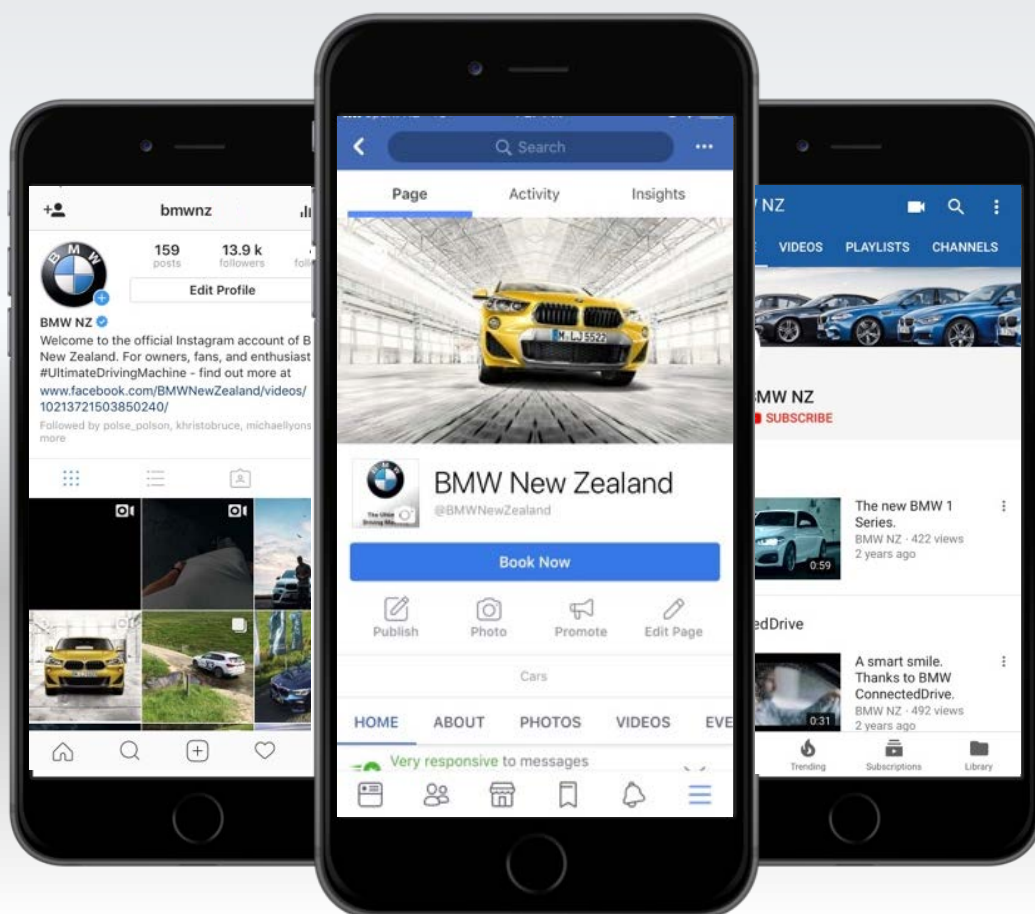 bmwnz
159
13.9 k
posts
followers
Edit Profile
BMW NZ
Welcome to the official Instagram account of B
New Zealand. For owners, fans, and enthusiast
#UltimateDrivingMachine - find out more at
www.facebook.com/BMWNewZealand/videos/
10213721503850240/
Followed by polse_polson, khristobruce, michaellyons
more
Search
Page
Activity
Insights
M·LJ 5522
BMW New Zealand
@BMWNewZealand
Book Now
Publish
Photo
Promote
Edit Page
Cars
HOME
ABOUT
PHOTOS
VIDEOS
EVE
Very responsive to messages
NZ
VIDEOS
PLAYLISTS
CHANNELS
BMW NZ
SUBSCRIBE
The new BMW 1
Series.
BMW NZ · 422 views
2 years ago
0:59
edDrive
A smart smile.
Thanks to BMW
ConnectedDrive.
BMW NZ · 492 views
2 years ago
0:31
Trending
Subscriptions
Library